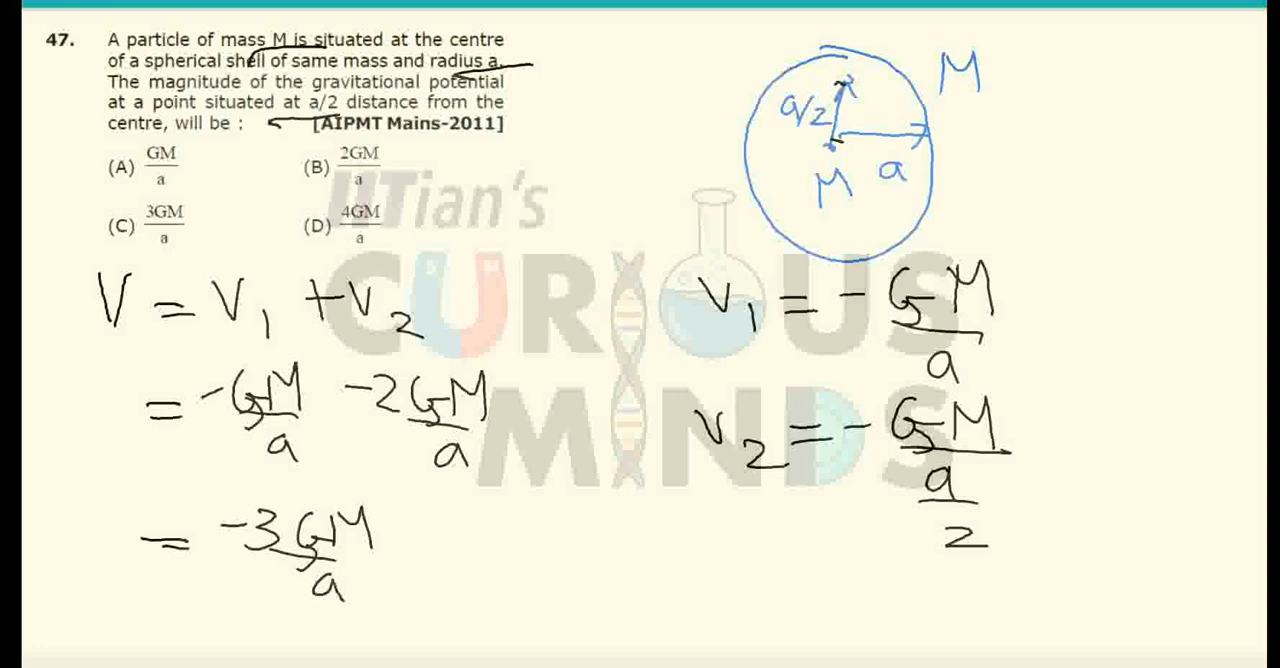 47. A particle of mass M is situated at the centre
of a spherical shell of same mass and radius a.
The magnitude of the gravitational potential
at a point situated at a/2 distance from the
centre, will be : [AIPMT Mains-2011]
(A) GM/a (B) 2GM/a
(C) 3GM/a (D) 4GM/a
M
a/2
M a
IITian's
CURIOUS
MINDS
V = V₁ + V₂
= -GM/a -2GM/a
= -3GM/a
V₁ = - GM/a
V₂ = - GM/(a/2)